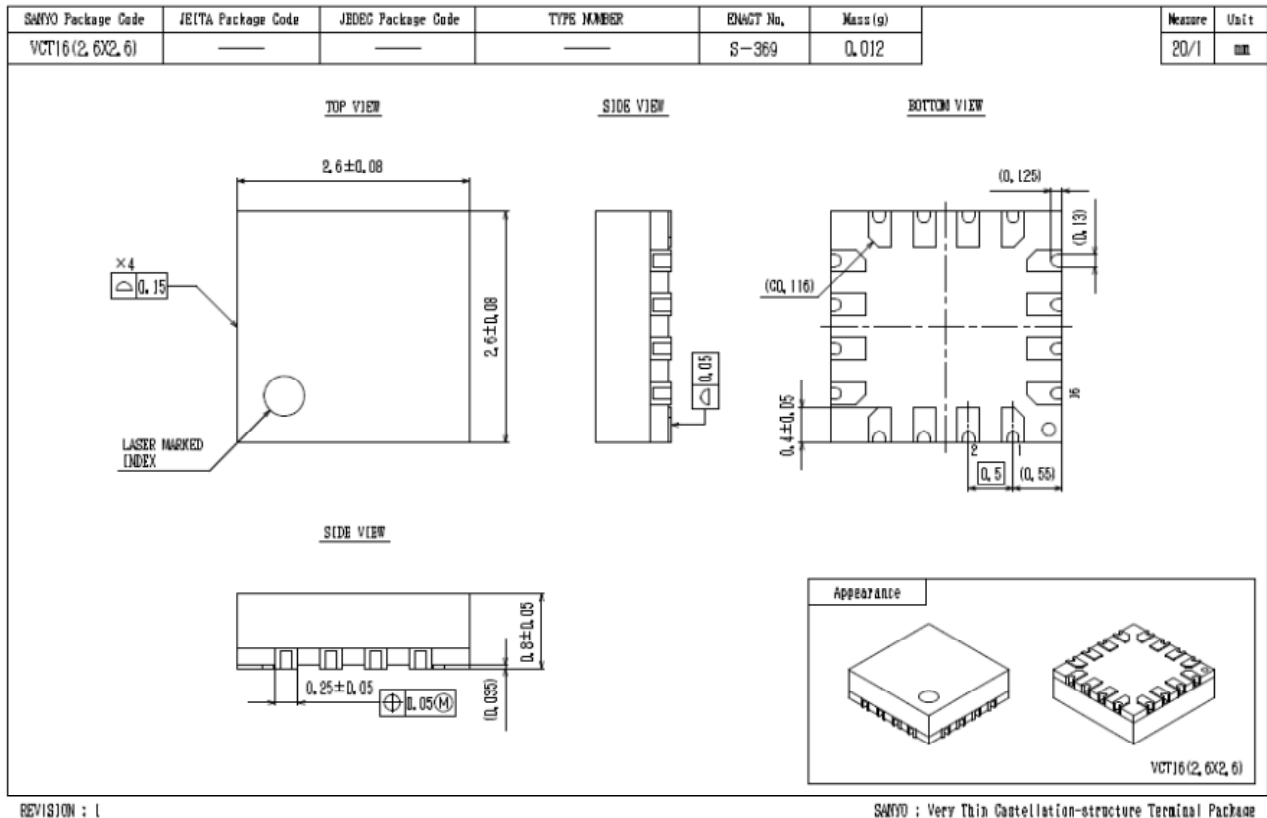 SANYO Package Code JEITA Package Code JEDEC Package Code TYPE NUMBER ENACT No. Mass(g) Measure Unit
VCT16(2.6X2.6) —— —— —— S-369 0.012 20/1 mm
TOP VIEW
SIDE VIEW
BOTTOM VIEW
2.6±0.08
(0.125)
(0.13)
×4
0.15
2.6±0.08
(C0.116)
0.05
0.4±0.05
16
2 1
0.5 (0.55)
LASER MARKED
INDEX
SIDE VIEW
0.8±0.05
0.25±0.05
0.05Ⓜ
(0.035)
Appearance
VCT16(2.6X2.6)
REVISION : 1
SANYO : Very Thin Castellation-structure Terminal Package